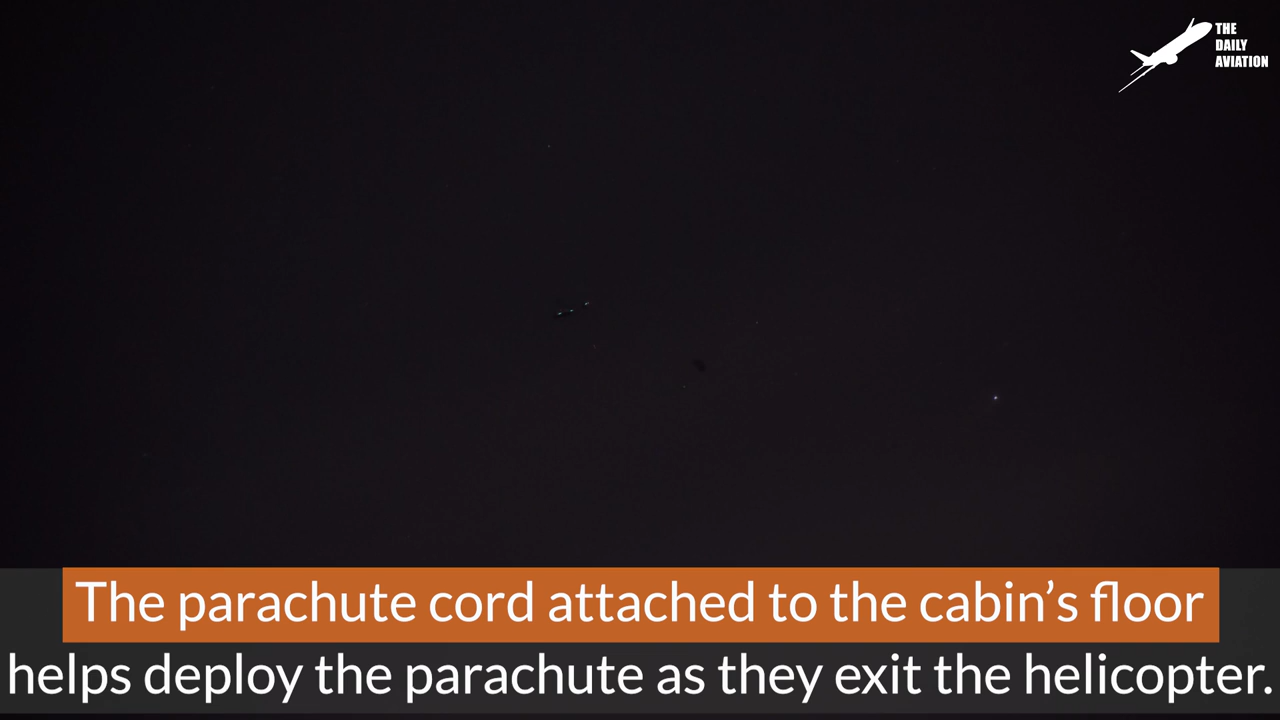 THE
DAILY
AVIATION
The parachute cord attached to the cabin’s floor
helps deploy the parachute as they exit the helicopter.